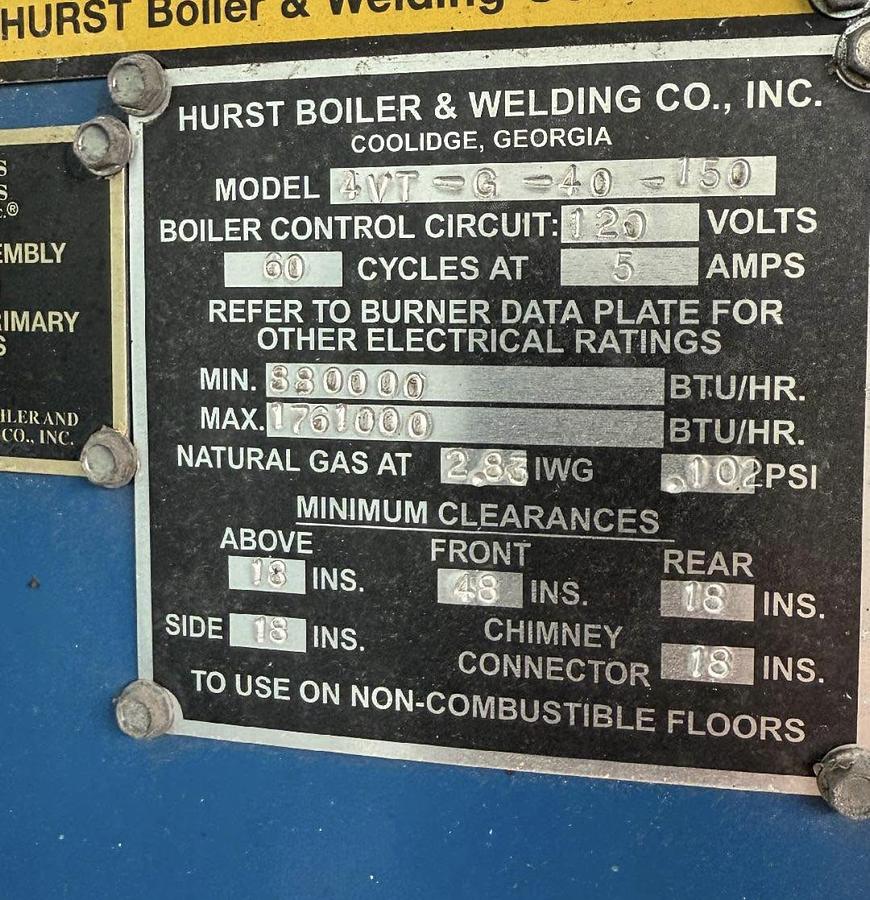 HURST Boiler & Welding
S
S
C.®
EMBLY
RIMARY
S
ILER AND
CO., INC.
HURST BOILER & WELDING CO., INC.
COOLIDGE, GEORGIA
MODEL 4VT-G-40-150
BOILER CONTROL CIRCUIT: 120 VOLTS
60 CYCLES AT 5 AMPS
REFER TO BURNER DATA PLATE FOR
OTHER ELECTRICAL RATINGS
MIN. 880000 BTU/HR.
MAX. 1761000 BTU/HR.
NATURAL GAS AT 2.83 IWG .102 PSI
MINIMUM CLEARANCES
ABOVE FRONT REAR
18 INS. 48 INS. 18 INS.
SIDE 18 INS. CHIMNEY
CONNECTOR 18 INS.
TO USE ON NON-COMBUSTIBLE FLOORS